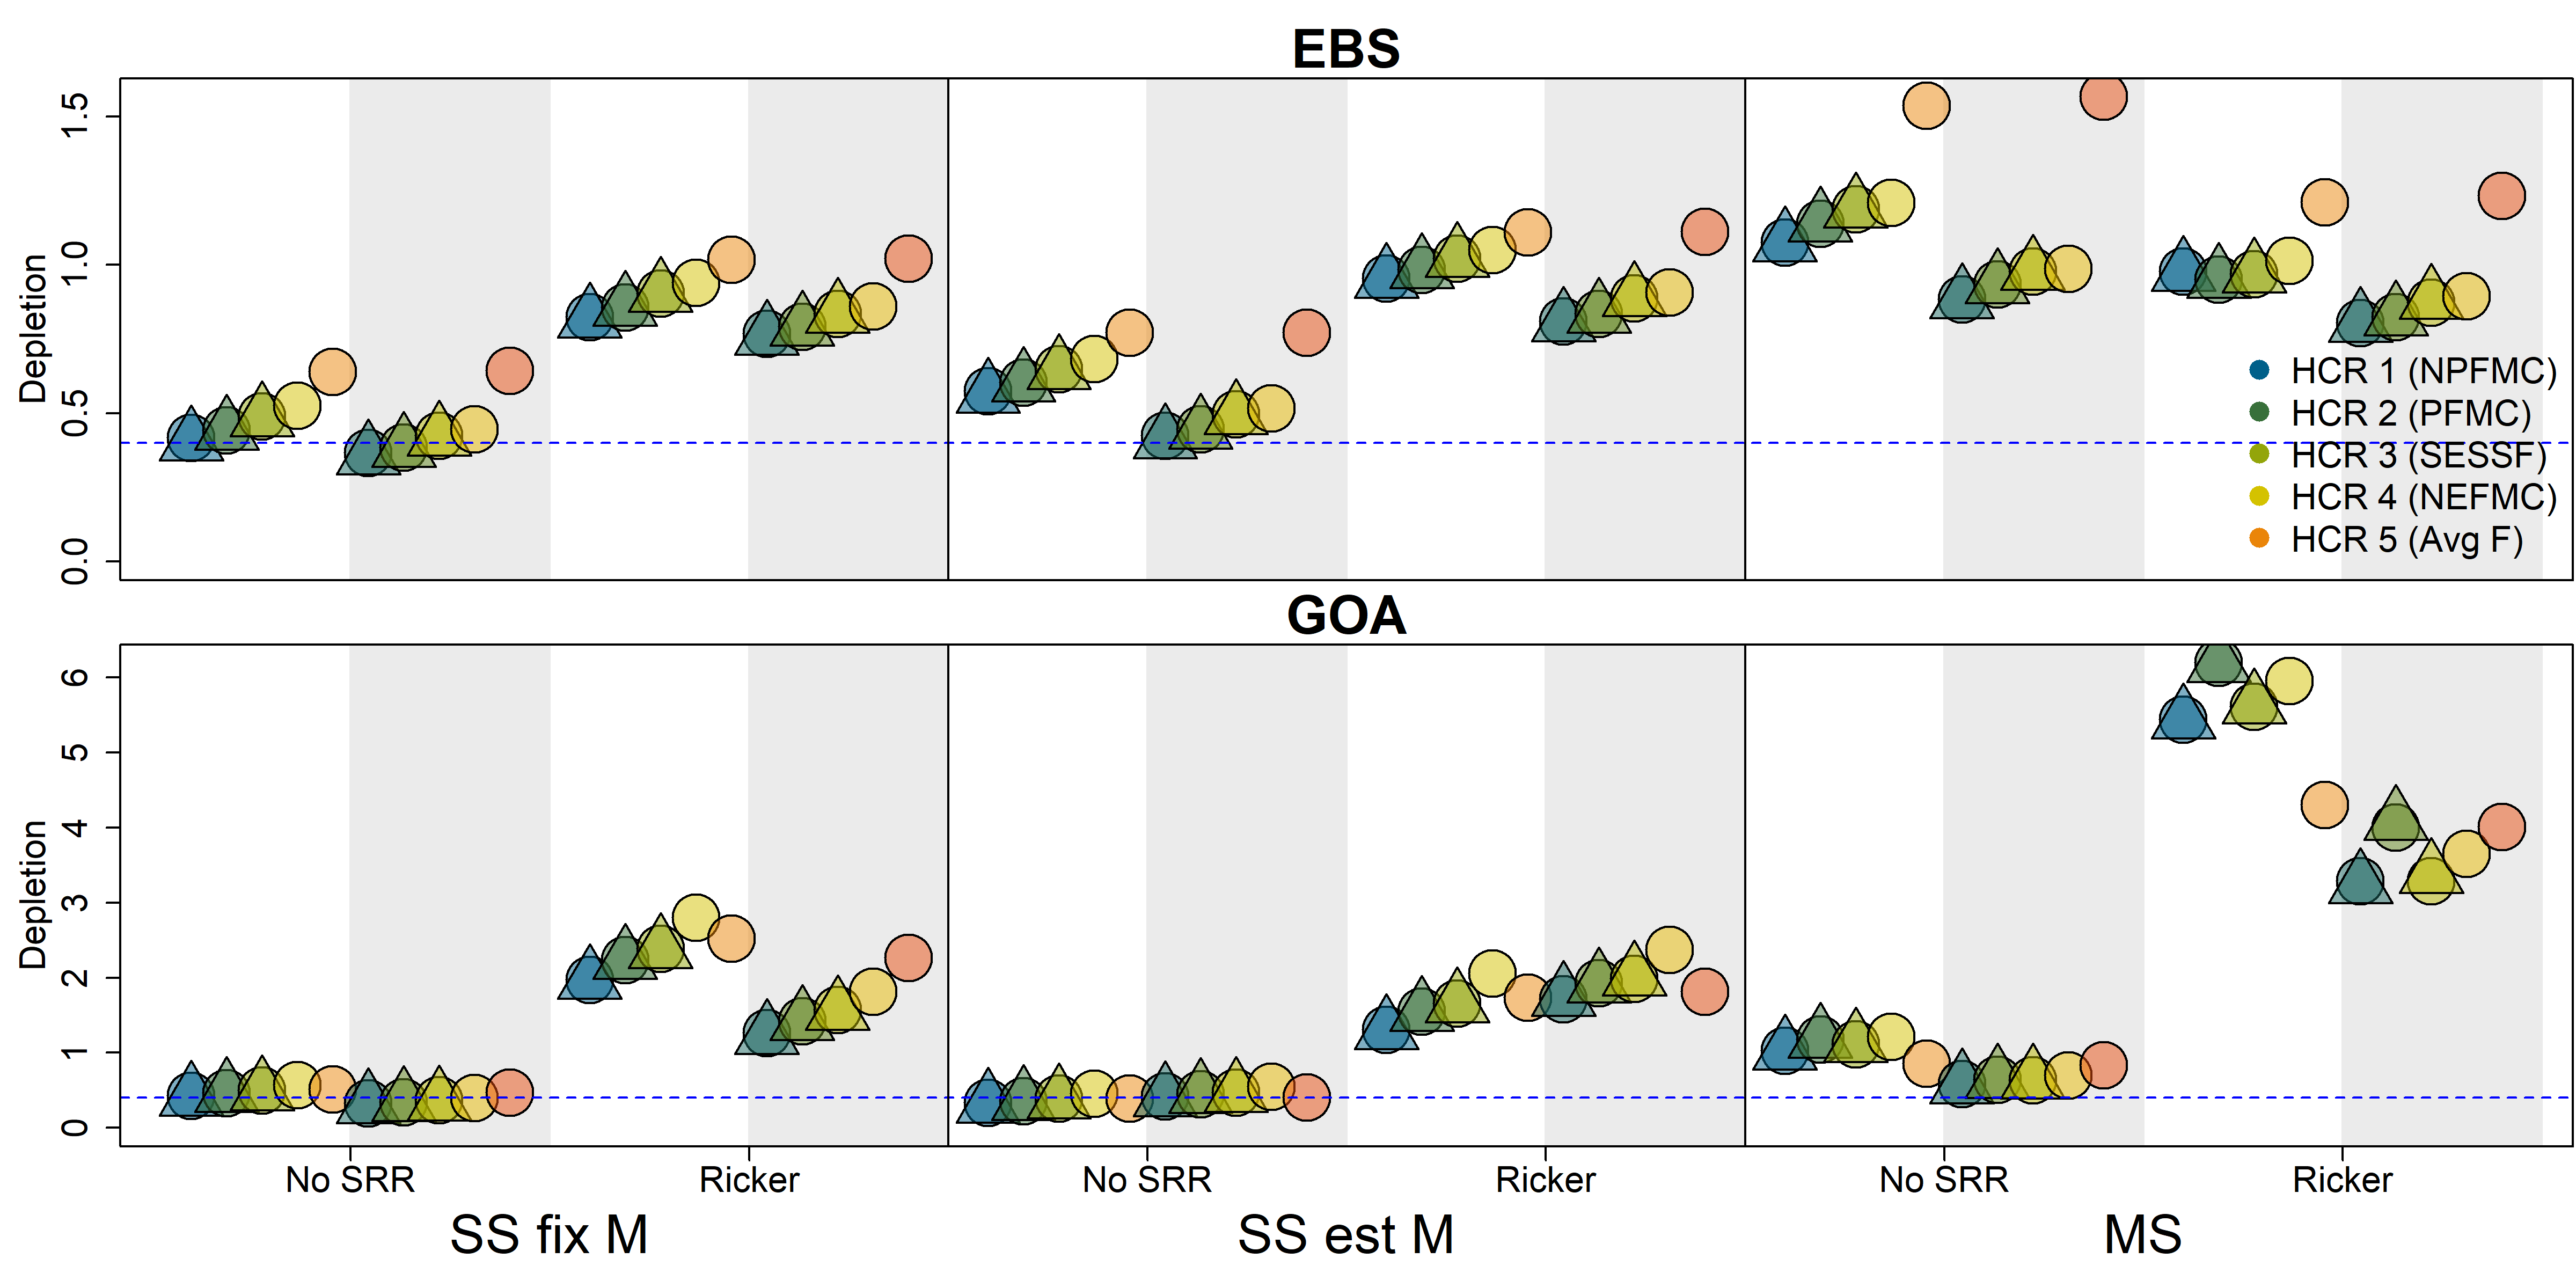 EBS
Depletion
1.5
1.0
0.5
0.0
HCR 1 (NPFMC)
HCR 2 (PFMC)
HCR 3 (SESSF)
HCR 4 (NEFMC)
HCR 5 (Avg F)
GOA
Depletion
6
5
4
3
2
1
0
No SRR Ricker No SRR Ricker No SRR Ricker
SS fix M SS est M MS